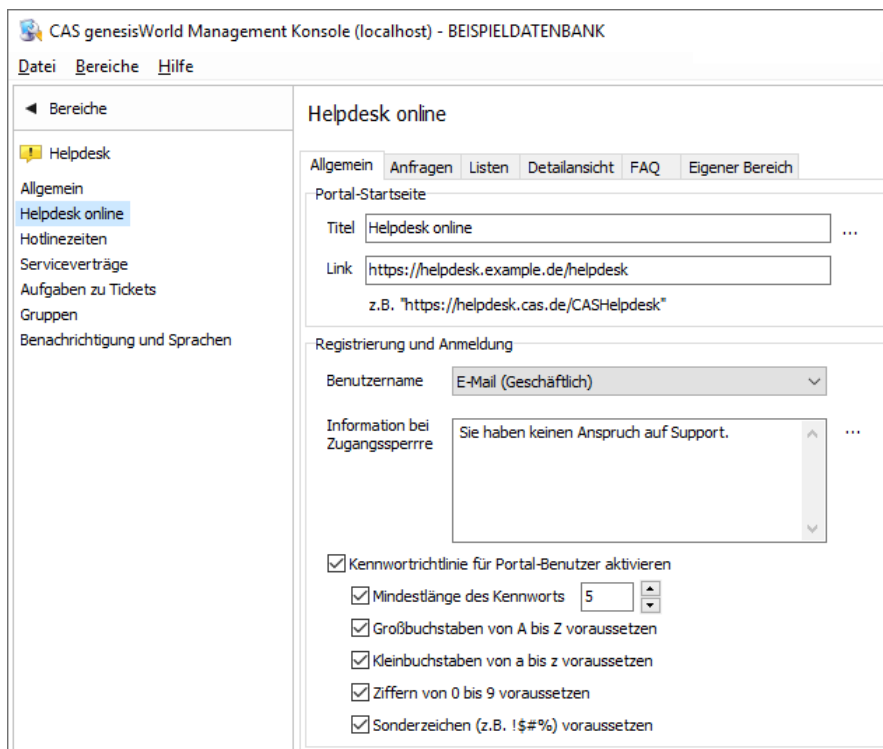 CAS genesisWorld Management Konsole (localhost) - BEISPIELDATENBANK
Datei Bereiche Hilfe
Bereiche
Helpdesk
Allgemein
Helpdesk online
Hotlinezeiten
Serviceverträge
Aufgaben zu Tickets
Gruppen
Benachrichtigung und Sprachen
Helpdesk online
Allgemein Anfragen Listen Detailansicht FAQ Eigener Bereich
Portal-Startseite
Titel Helpdesk online ...
Link https://helpdesk.example.de/helpdesk
z.B. "https://helpdesk.cas.de/CASHelpdesk"
Registrierung und Anmeldung
Benutzername E-Mail (Geschäftlich)
Information bei Zugangssperrre
Sie haben keinen Anspruch auf Support. ...
Kennwortrichtlinie für Portal-Benutzer aktivieren
Mindestlänge des Kennworts 5
Großbuchstaben von A bis Z voraussetzen
Kleinbuchstaben von a bis z voraussetzen
Ziffern von 0 bis 9 voraussetzen
Sonderzeichen (z.B. !$#%) voraussetzen